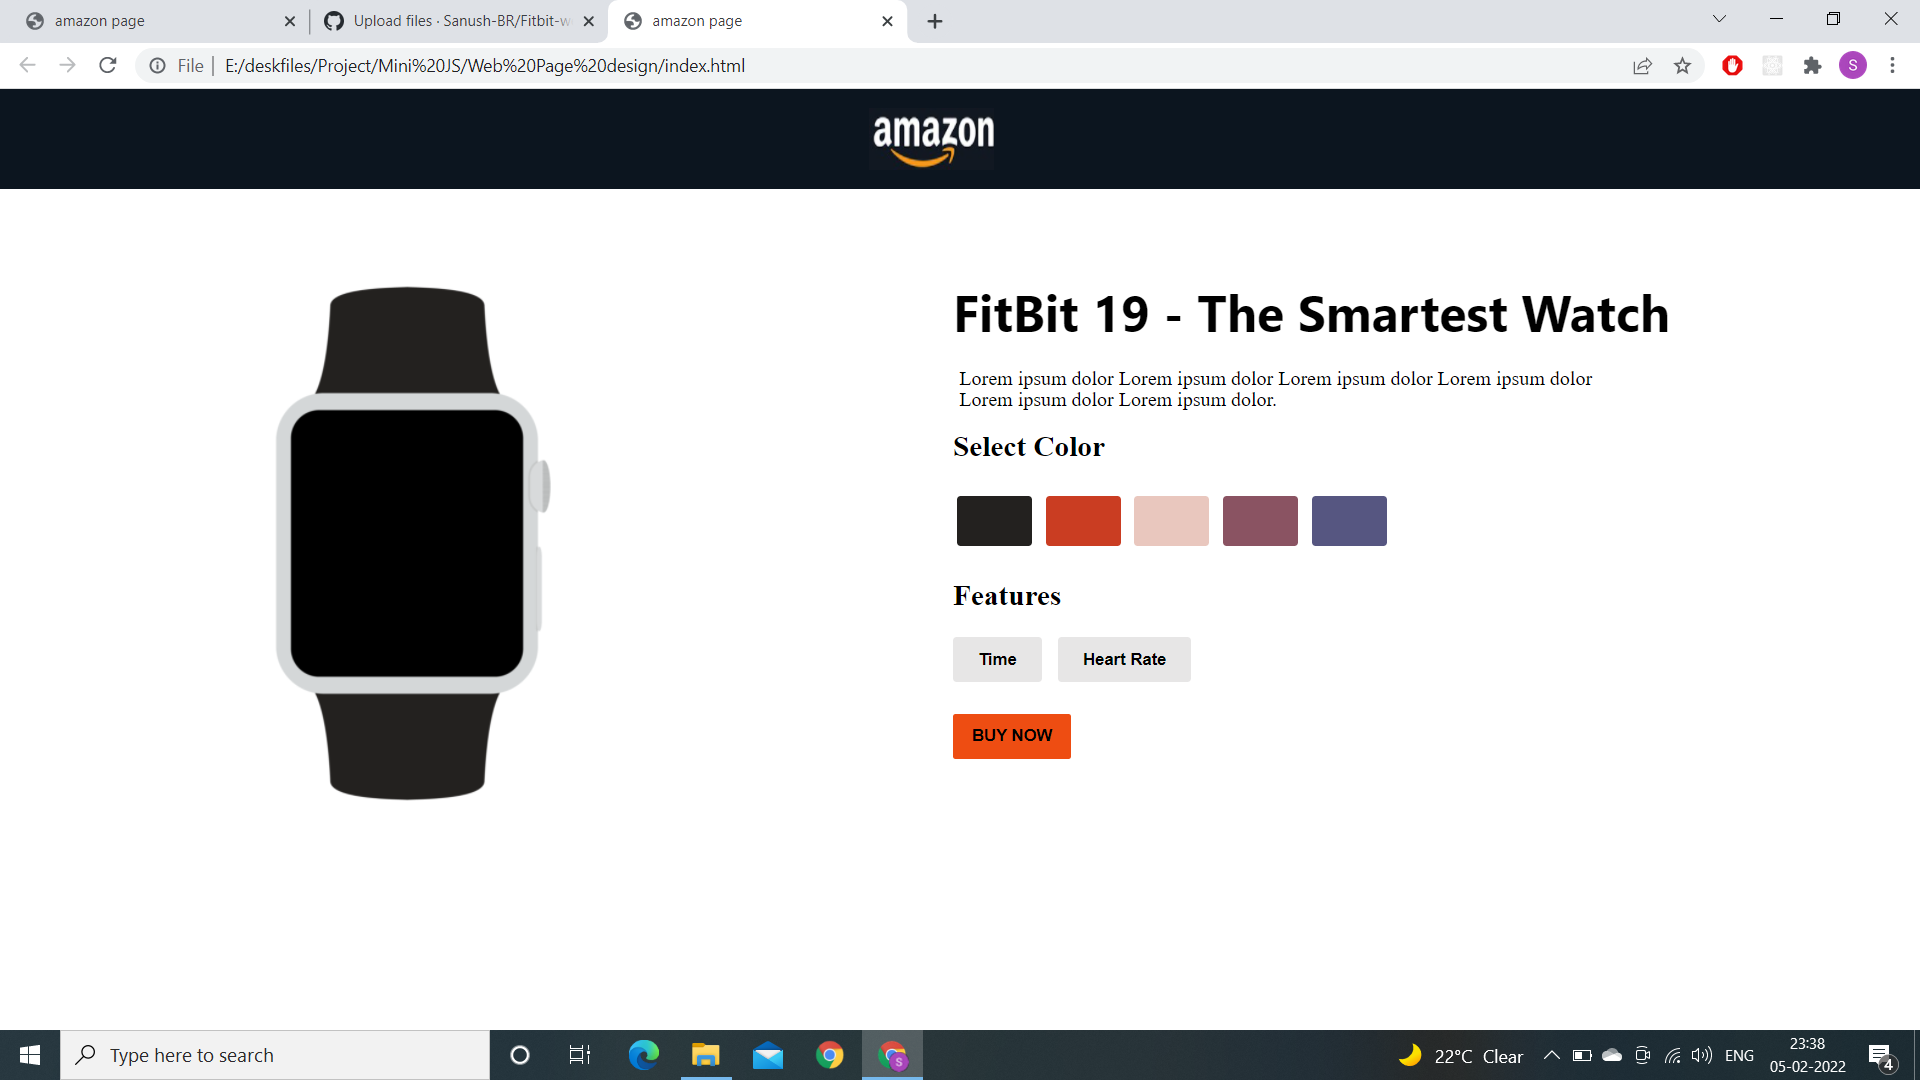 amazon page
Upload files · Sanush-BR/Fitbit-w
amazon page
File
E:/deskfiles/Project/Mini%20JS/Web%20Page%20design/index.html
S
amazon
FitBit 19 - The Smartest Watch
Lorem ipsum dolor Lorem ipsum dolor Lorem ipsum dolor Lorem ipsum dolor
Lorem ipsum dolor Lorem ipsum dolor.
Select Color
Features
Time
Heart Rate
BUY NOW
Type here to search
S
22°C Clear
ENG
23:38
05-02-2022
4